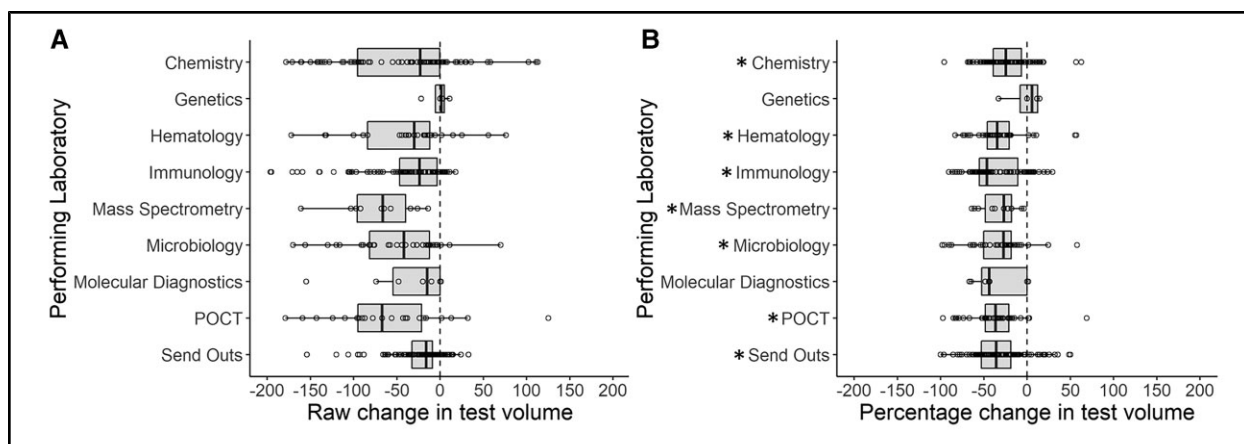 A
Performing Laboratory
Chemistry
Genetics
Hematology
Immunology
Mass Spectrometry
Microbiology
Molecular Diagnostics
POCT
Send Outs
-200 -150 -100 -50 0 50 100 150 200
Raw change in test volume
B
Performing Laboratory
* Chemistry
Genetics
* Hematology
* Immunology
* Mass Spectrometry
* Microbiology
Molecular Diagnostics
* POCT
* Send Outs
-200 -150 -100 -50 0 50 100 150 200
Percentage change in test volume